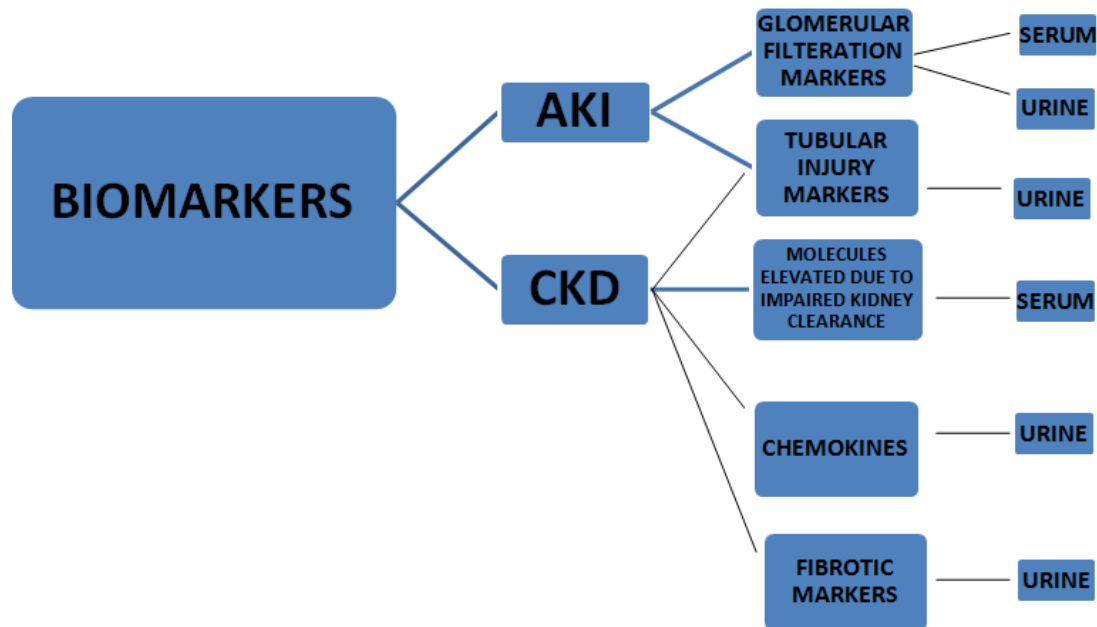 BIOMARKERS
AKI
CKD
GLOMERULAR
FILTERATION
MARKERS
TUBULAR
INJURY
MARKERS
MOLECULES
ELEVATED DUE TO
IMPAIRED KIDNEY
CLEARANCE
CHEMOKINES
FIBROTIC
MARKERS
SERUM
URINE
URINE
SERUM
URINE
URINE